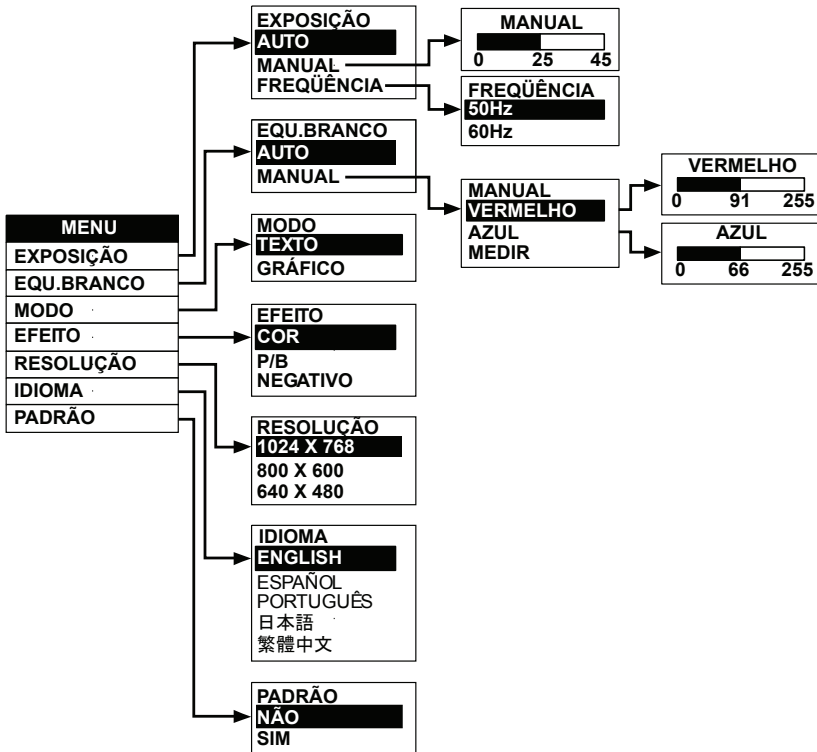 MENU
EXPOSIÇÃO
EQU.BRANCO
MODO
EFEITO
RESOLUÇÃO
IDIOMA
PADRÃO
EXPOSIÇÃO
AUTO
MANUAL
FREQÜÊNCIA
MANUAL
0 25 45
FREQÜÊNCIA
50Hz
60Hz
EQU.BRANCO
AUTO
MANUAL
MANUAL
VERMELHO
AZUL
MEDIR
VERMELHO
0 91 255
AZUL
0 66 255
MODO
TEXTO
GRÁFICO
EFEITO
COR
P/B
NEGATIVO
RESOLUÇÃO
1024 X 768
800 X 600
640 X 480
IDIOMA
ENGLISH
ESPAÑOL
PORTUGUÊS
日本語
繁體中文
PADRÃO
NÃO
SIM